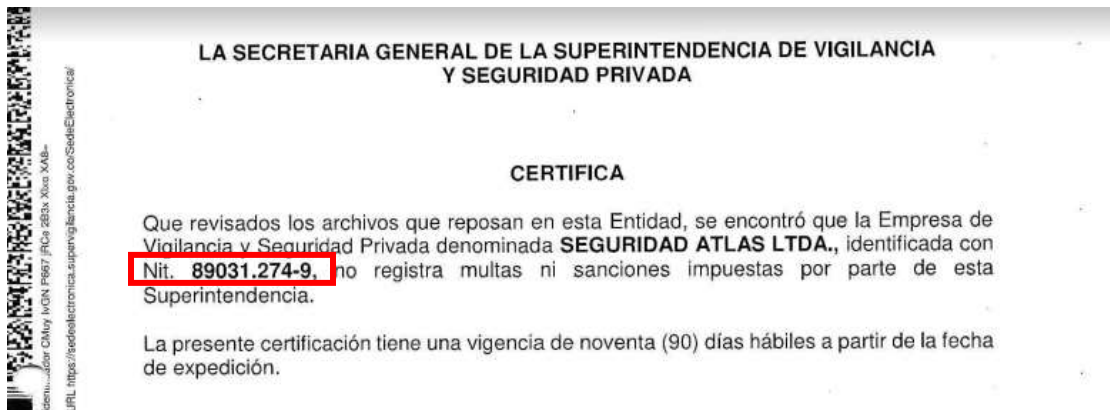 LA SECRETARIA GENERAL DE LA SUPERINTENDENCIA DE VIGILANCIA
Y SEGURIDAD PRIVADA
CERTIFICA
Que revisados los archivos que reposan en esta Entidad, se encontró que la Empresa de
Vigilancia y Seguridad Privada denominada SEGURIDAD ATLAS LTDA., identificada con
Nit. 89031.274-9, no registra multas ni sanciones impuestas por parte de esta
Superintendencia.
La presente certificación tiene una vigencia de noventa (90) días hábiles a partir de la fecha
de expedición.
URL https://sedeelectronica.supervigilancia.gov.co/SedeElectronica/